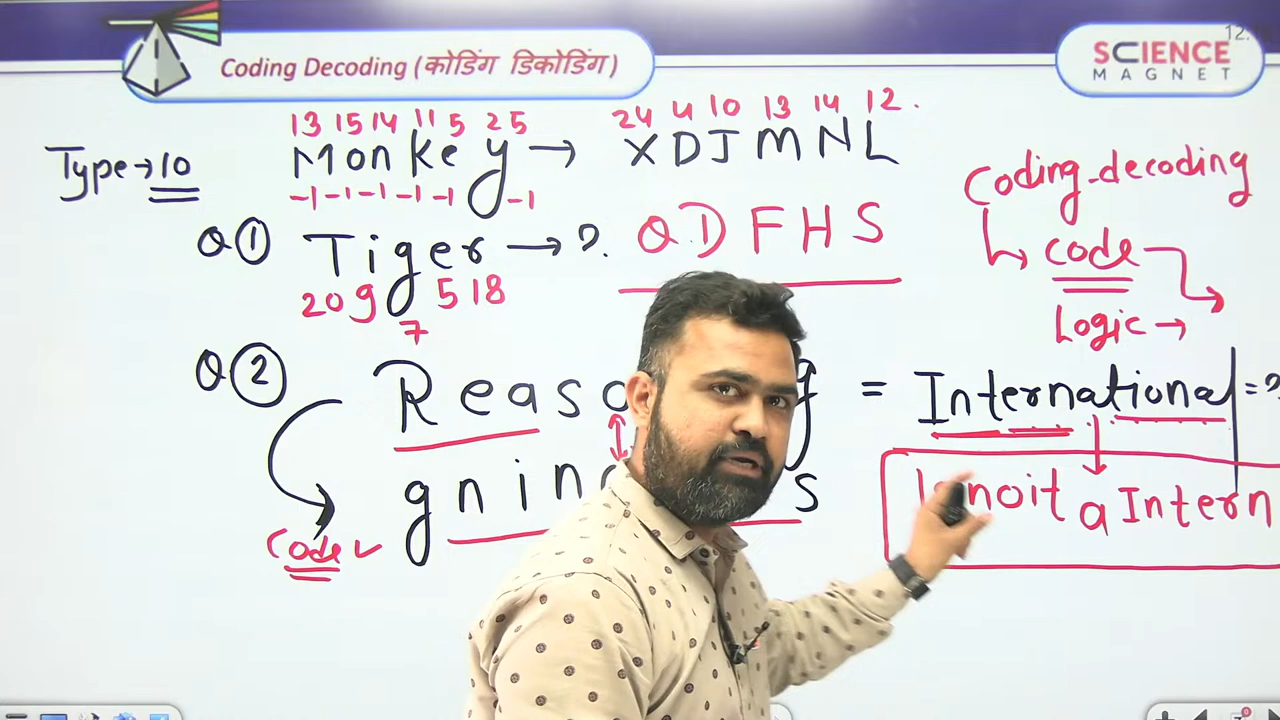 12.
Coding Decoding (कोडिंग डिकोडिंग)
SCIENCE
MAGNET
13 15 14 11 5 25 24 4 10 13 14 12.
Type→10 Monkey → XDJMNL
-1 -1 -1 -1 -1 -1
Coding-decoding
Q① Tiger → ?. QDFHS
code
20 9 7 5 18
Logic →
Q② Reaso g = International = ?
gnin s
noit a Intern
Code